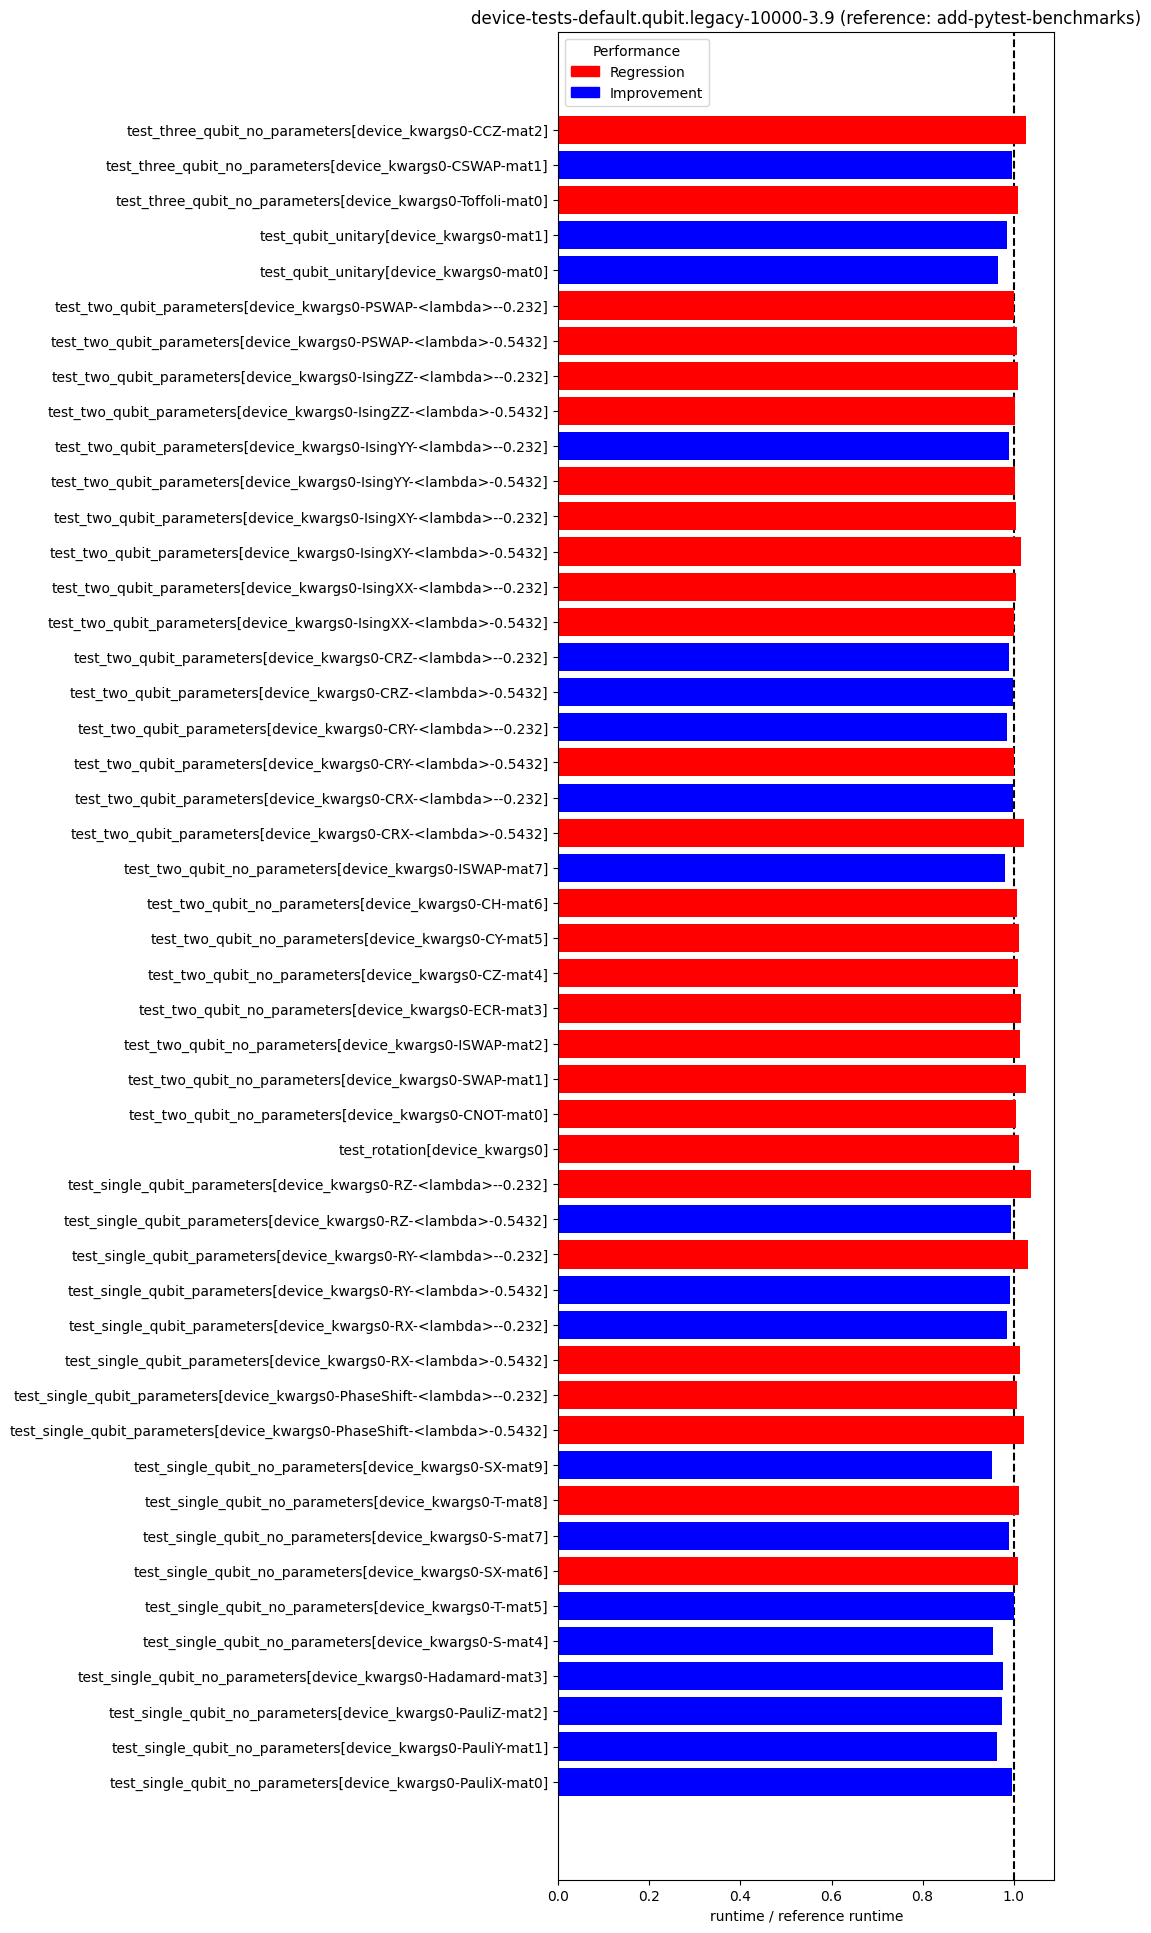 device-tests-default.qubit.legacy-10000-3.9 (reference: add-pytest-benchmarks)
Performance
Regression
Improvement
test_three_qubit_no_parameters[device_kwargs0-CCZ-mat2]
test_three_qubit_no_parameters[device_kwargs0-CSWAP-mat1]
test_three_qubit_no_parameters[device_kwargs0-Toffoli-mat0]
test_qubit_unitary[device_kwargs0-mat1]
test_qubit_unitary[device_kwargs0-mat0]
test_two_qubit_parameters[device_kwargs0-PSWAP-<lambda>--0.232]
test_two_qubit_parameters[device_kwargs0-PSWAP-<lambda>-0.5432]
test_two_qubit_parameters[device_kwargs0-IsingZZ-<lambda>--0.232]
test_two_qubit_parameters[device_kwargs0-IsingZZ-<lambda>-0.5432]
test_two_qubit_parameters[device_kwargs0-IsingYY-<lambda>--0.232]
test_two_qubit_parameters[device_kwargs0-IsingYY-<lambda>-0.5432]
test_two_qubit_parameters[device_kwargs0-IsingXY-<lambda>--0.232]
test_two_qubit_parameters[device_kwargs0-IsingXY-<lambda>-0.5432]
test_two_qubit_parameters[device_kwargs0-IsingXX-<lambda>--0.232]
test_two_qubit_parameters[device_kwargs0-IsingXX-<lambda>-0.5432]
test_two_qubit_parameters[device_kwargs0-CRZ-<lambda>--0.232]
test_two_qubit_parameters[device_kwargs0-CRZ-<lambda>-0.5432]
test_two_qubit_parameters[device_kwargs0-CRY-<lambda>--0.232]
test_two_qubit_parameters[device_kwargs0-CRY-<lambda>-0.5432]
test_two_qubit_parameters[device_kwargs0-CRX-<lambda>--0.232]
test_two_qubit_parameters[device_kwargs0-CRX-<lambda>-0.5432]
test_two_qubit_no_parameters[device_kwargs0-ISWAP-mat7]
test_two_qubit_no_parameters[device_kwargs0-CH-mat6]
test_two_qubit_no_parameters[device_kwargs0-CY-mat5]
test_two_qubit_no_parameters[device_kwargs0-CZ-mat4]
test_two_qubit_no_parameters[device_kwargs0-ECR-mat3]
test_two_qubit_no_parameters[device_kwargs0-ISWAP-mat2]
test_two_qubit_no_parameters[device_kwargs0-SWAP-mat1]
test_two_qubit_no_parameters[device_kwargs0-CNOT-mat0]
test_rotation[device_kwargs0]
test_single_qubit_parameters[device_kwargs0-RZ-<lambda>--0.232]
test_single_qubit_parameters[device_kwargs0-RZ-<lambda>-0.5432]
test_single_qubit_parameters[device_kwargs0-RY-<lambda>--0.232]
test_single_qubit_parameters[device_kwargs0-RY-<lambda>-0.5432]
test_single_qubit_parameters[device_kwargs0-RX-<lambda>--0.232]
test_single_qubit_parameters[device_kwargs0-RX-<lambda>-0.5432]
test_single_qubit_parameters[device_kwargs0-PhaseShift-<lambda>--0.232]
test_single_qubit_parameters[device_kwargs0-PhaseShift-<lambda>-0.5432]
test_single_qubit_no_parameters[device_kwargs0-SX-mat9]
test_single_qubit_no_parameters[device_kwargs0-T-mat8]
test_single_qubit_no_parameters[device_kwargs0-S-mat7]
test_single_qubit_no_parameters[device_kwargs0-SX-mat6]
test_single_qubit_no_parameters[device_kwargs0-T-mat5]
test_single_qubit_no_parameters[device_kwargs0-S-mat4]
test_single_qubit_no_parameters[device_kwargs0-Hadamard-mat3]
test_single_qubit_no_parameters[device_kwargs0-PauliZ-mat2]
test_single_qubit_no_parameters[device_kwargs0-PauliY-mat1]
test_single_qubit_no_parameters[device_kwargs0-PauliX-mat0]
0.0 0.2 0.4 0.6 0.8 1.0
runtime / reference runtime